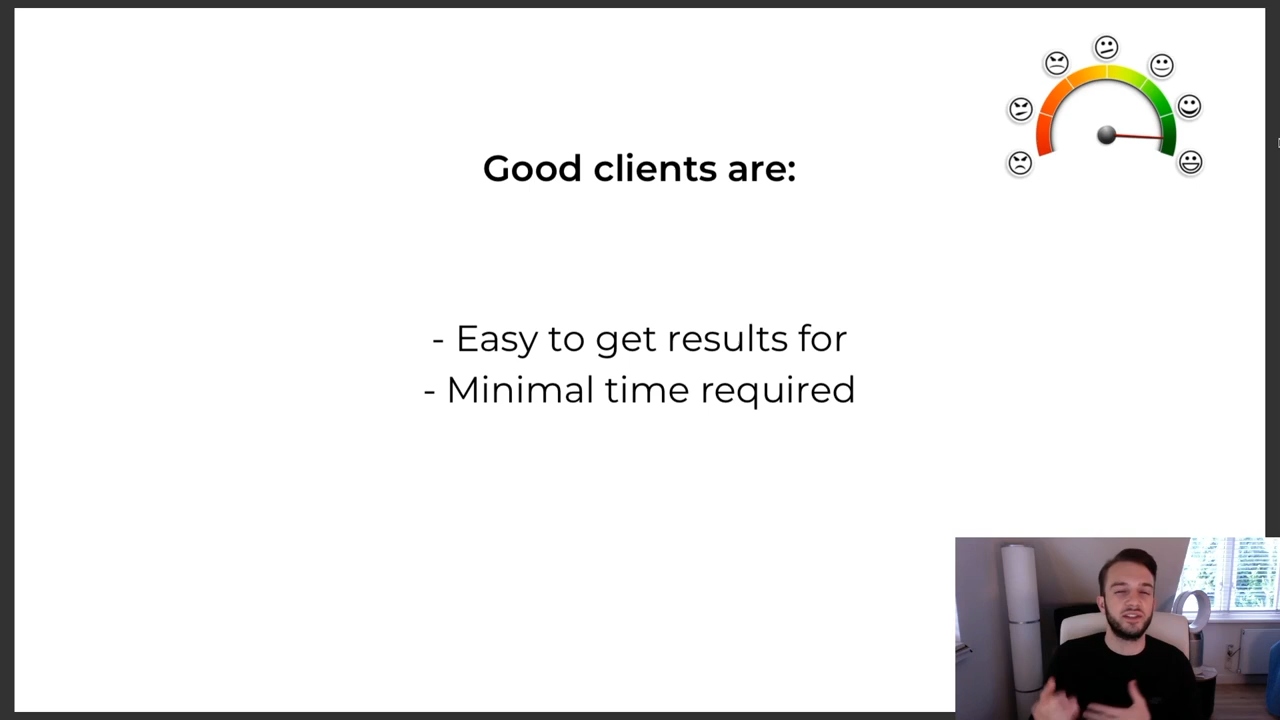 Good clients are:
- Easy to get results for
- Minimal time required